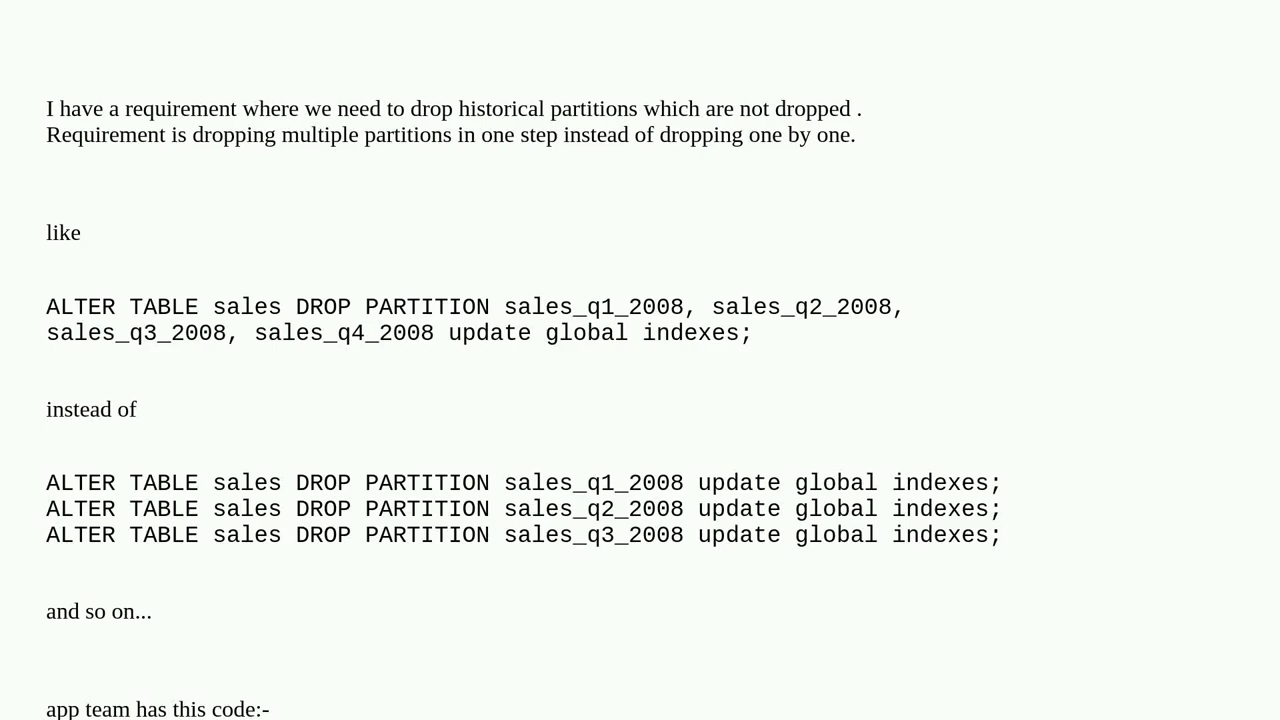 I have a requirement where we need to drop historical partitions which are not dropped .
Requirement is dropping multiple partitions in one step instead of dropping one by one.
like
ALTER TABLE sales DROP PARTITION sales_q1_2008, sales_q2_2008,
sales_q3_2008, sales_q4_2008 update global indexes;
instead of
ALTER TABLE sales DROP PARTITION sales_q1_2008 update global indexes;
ALTER TABLE sales DROP PARTITION sales_q2_2008 update global indexes;
ALTER TABLE sales DROP PARTITION sales_q3_2008 update global indexes;
and so on...
app team has this code:-